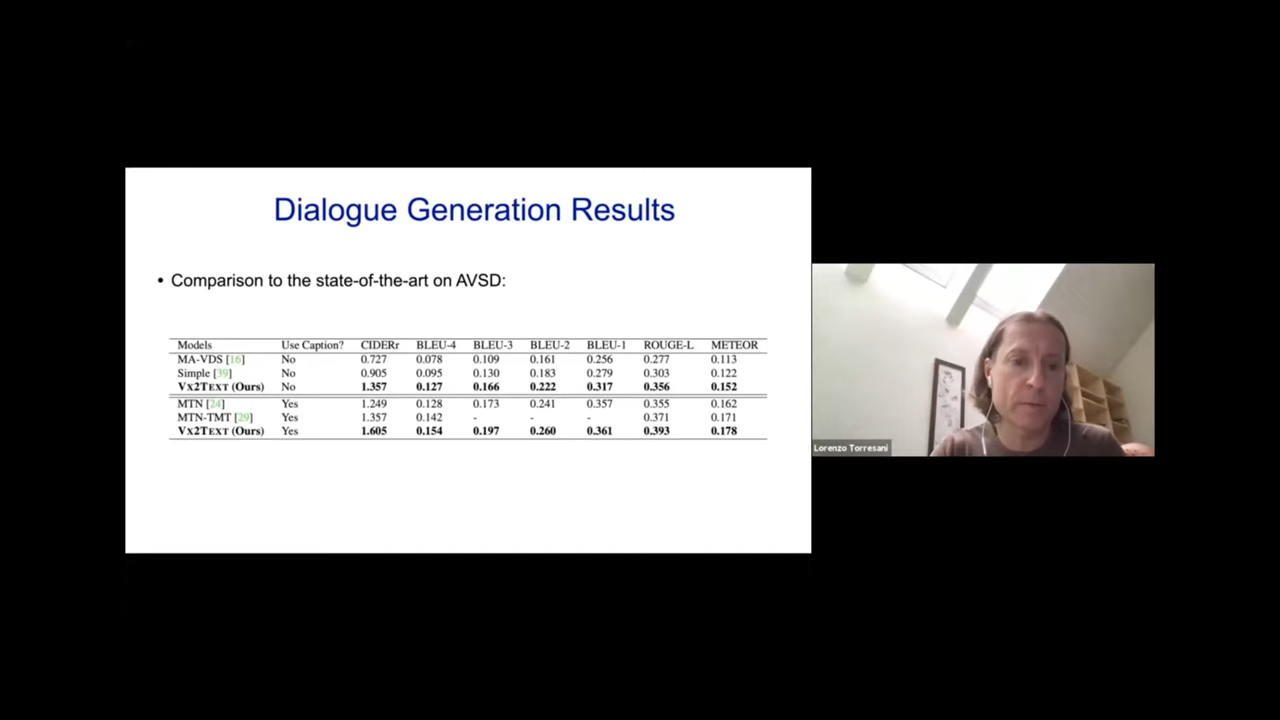 Dialogue Generation Results
• Comparison to the state-of-the-art on AVSD:
Models Use Caption? CIDERr BLEU-4 BLEU-3 BLEU-2 BLEU-1 ROUGE-L METEOR
MA-VDS [16] No 0.727 0.078 0.109 0.161 0.256 0.277 0.113
Simple [39] No 0.905 0.095 0.130 0.183 0.279 0.303 0.122
VX2TEXT (Ours) No 1.357 0.127 0.166 0.222 0.317 0.356 0.152
MTN [24] Yes 1.249 0.128 0.173 0.241 0.357 0.355 0.162
MTN-TMT [29] Yes 1.357 0.142 - - - 0.371 0.171
VX2TEXT (Ours) Yes 1.605 0.154 0.197 0.260 0.361 0.393 0.178
Lorenzo Torresani